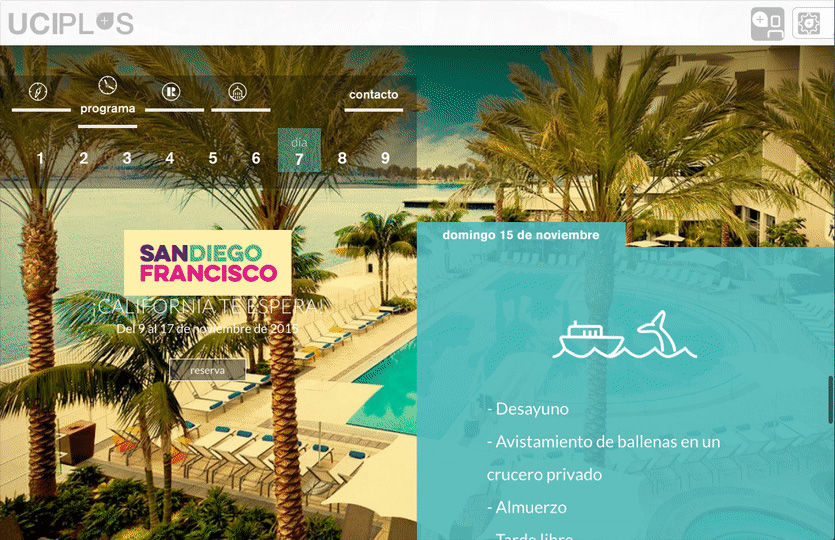 UCIPLUS
programa
contacto
día
1 2 3 4 5 6 7 8 9
SANDIEGO
FRANCISCO
¡CALIFORNIA TE ESPERA!
Del 9 al 17 de noviembre de 2015
reserva
domingo 15 de noviembre
- Desayuno
- Avistamiento de ballenas en un
crucero privado
- Almuerzo
- Tarde libre